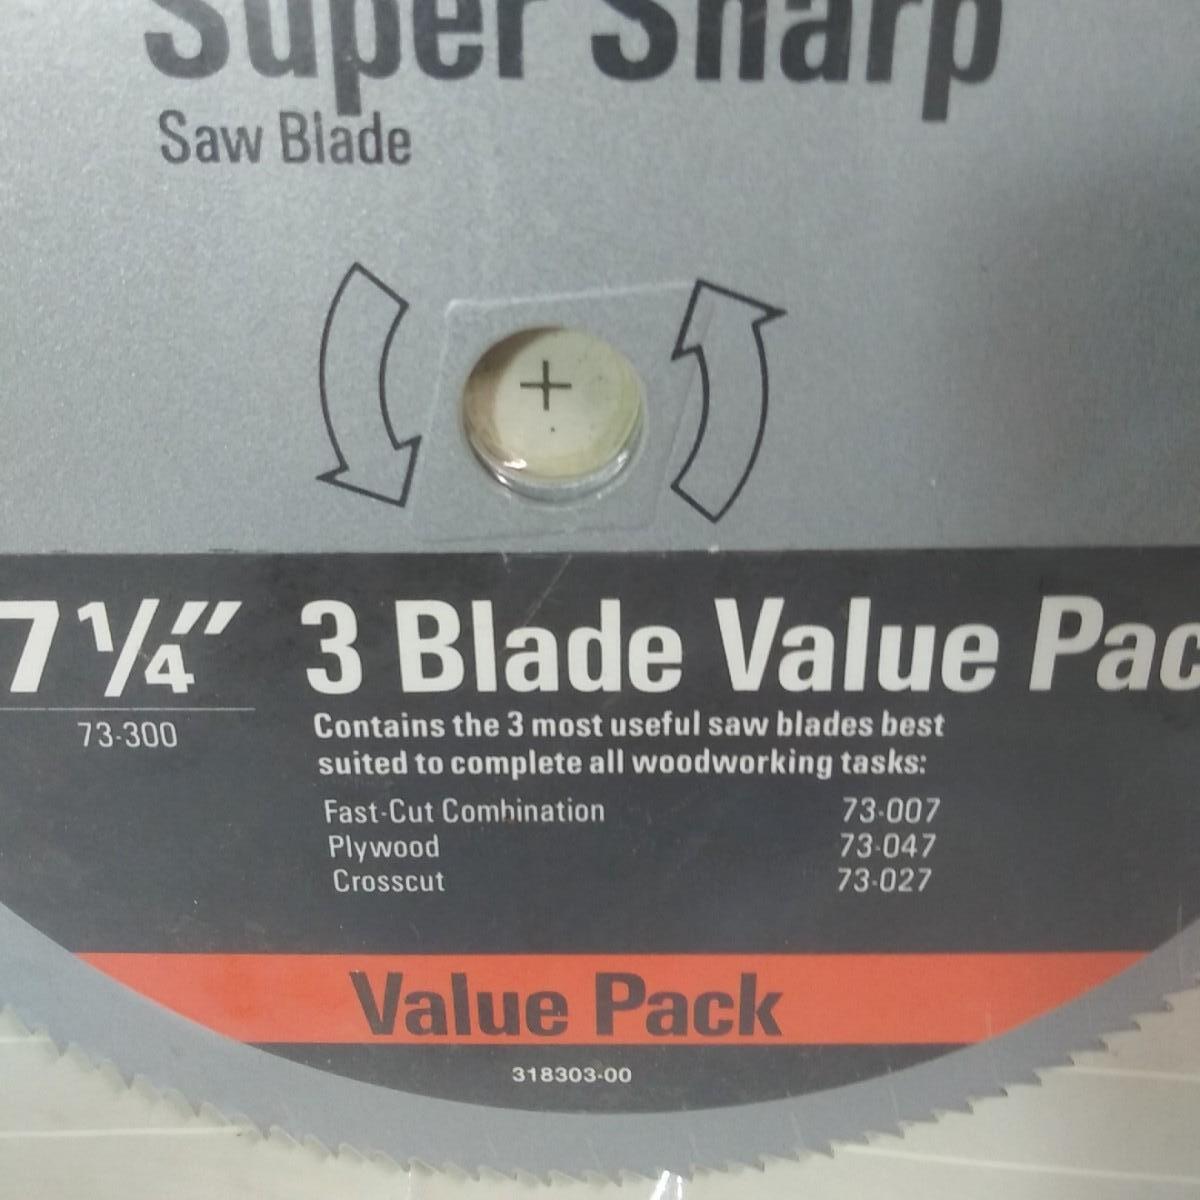 Super Sharp
Saw Blade
+
7 1/4" 3 Blade Value Pac
73-300
Contains the 3 most useful saw blades best
suited to complete all woodworking tasks:
Fast-Cut Combination 73-007
Plywood 73-047
Crosscut 73-027
Value Pack
318303-00